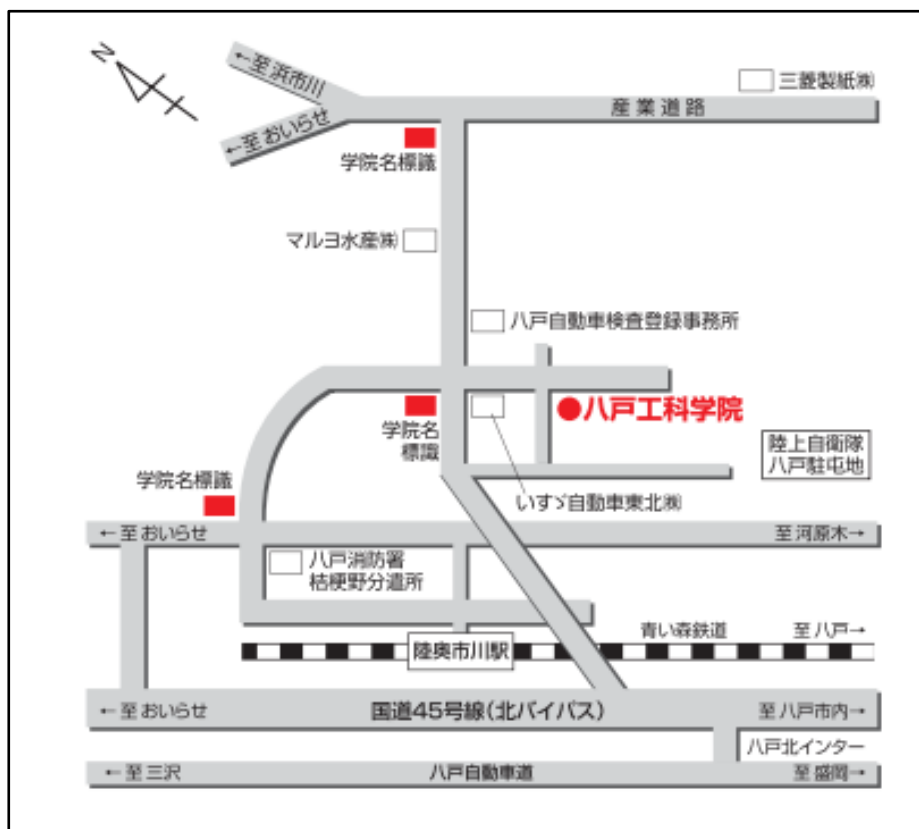 N
←至浜市川
三菱製紙㈱
産業道路
←至おいらせ
学院名標識
マルヨ水産㈱
八戸自動車検査登録事務所
●八戸工科学院
学院名
標識
陸上自衛隊
八戸駐屯地
学院名標識
いすゞ自動車東北㈱
←至おいらせ
至河原木→
八戸消防署
桔梗野分遣所
青い森鉄道
至八戸→
陸奥市川駅
←至おいらせ
国道45号線(北バイパス)
至八戸市内→
八戸北インター
←至三沢
八戸自動車道
至盛岡→